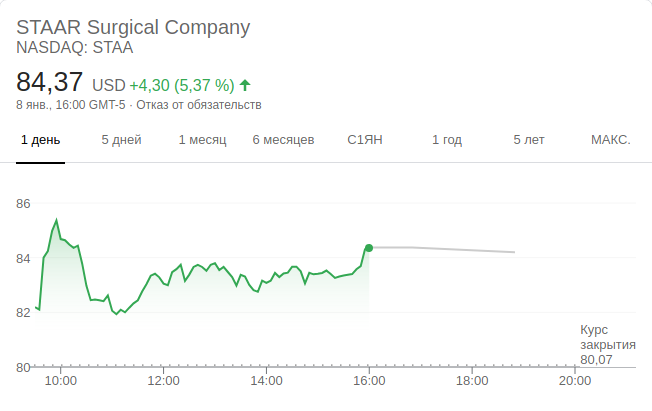 STAAR Surgical Company
NASDAQ: STAA
84,37 USD +4,30 (5,37 %)
8 янв., 16:00 GMT-5 · Отказ от обязательств
1 день 5 дней 1 месяц 6 месяцев С1ЯН 1 год 5 лет МАКС.
86
84
82
80
Курс
закрытия
80,07
10:00 12:00 14:00 16:00 18:00 20:00